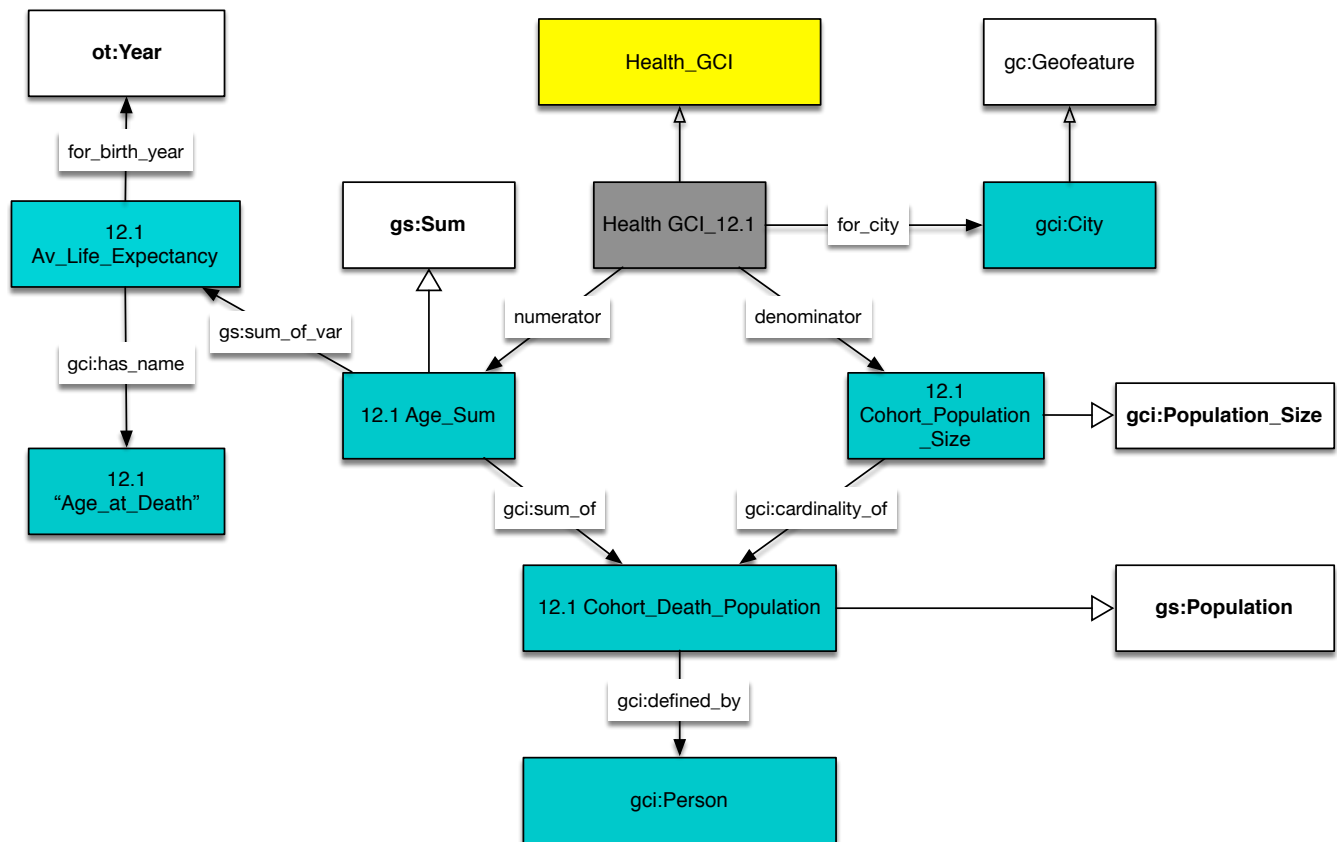 ot:Year
Health_GCI
gc:Geofeature
for_birth_year
12.1
Av_Life_Expectancy
gs:Sum
Health GCI_12.1
for_city
gci:City
gs:sum_of_var
numerator
denominator
gci:has_name
12.1 Age_Sum
12.1
Cohort_Population
_Size
gci:Population_Size
12.1
“Age_at_Death”
gci:sum_of
gci:cardinality_of
12.1 Cohort_Death_Population
gs:Population
gci:defined_by
gci:Person